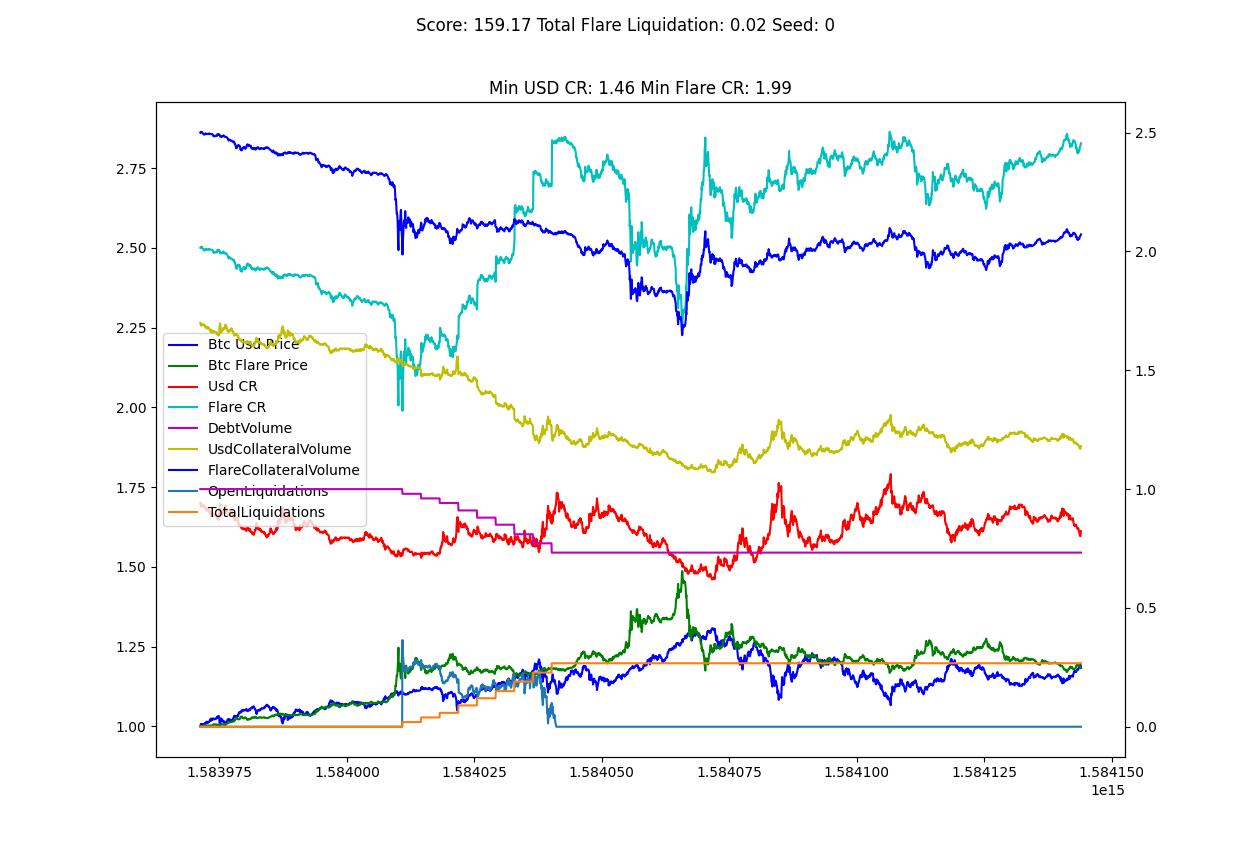 Score: 159.17 Total Flare Liquidation: 0.02 Seed: 0
Min USD CR: 1.46 Min Flare CR: 1.99
2.75
2.50
2.25
2.00
1.75
1.50
1.25
1.00
2.5
2.0
1.5
1.0
0.5
0.0
Btc Usd Price
Btc Flare Price
Usd CR
Flare CR
DebtVolume
UsdCollateralVolume
FlareCollateralVolume
OpenLiquidations
TotalLiquidations
1.583975 1.584000 1.584025 1.584050 1.584075 1.584100 1.584125 1.584150
1e15